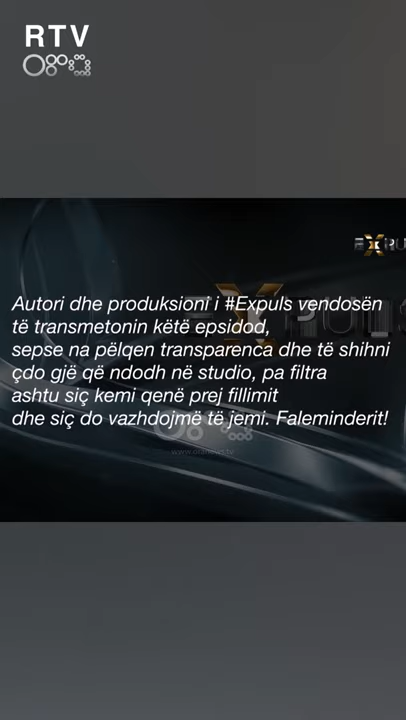 RTV
Autori dhe produksioni i #Expuls vendosën
të transmetonin këtë epsidod,
sepse na pëlqen transparenca dhe të shihni
çdo gjë që ndodh në studio, pa filtra
ashtu siç kemi qenë prej fillimit
dhe siç do vazhdojmë të jemi. Faleminderit!